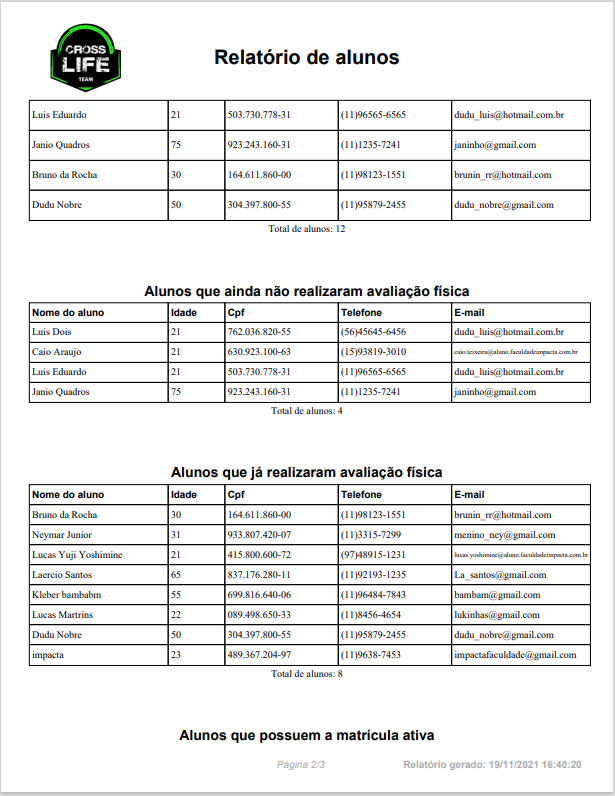 CROSS
LIFE
TEAM
Relatório de alunos
Luis Eduardo 21 503.730.778-31 (11)96565-6565 dudu_luis@hotmail.com.br
Janio Quadros 75 923.243.160-31 (11)1235-7241 janinho@gmail.com
Bruno da Rocha 30 164.611.860-00 (11)98123-1551 brunin_rr@hotmail.com
Dudu Nobre 50 304.397.800-55 (11)95879-2455 dudu_nobre@gmail.com
Total de alunos: 12
Alunos que ainda não realizaram avaliação física
Nome do aluno Idade Cpf Telefone E-mail
Luis Dois 21 762.036.820-55 (56)45645-6456 dudu_luis@hotmail.com.br
Caio Araujo 21 630.923.100-63 (15)93819-3010 caio.teixeira@aluno.faculdadeimpacta.com.br
Luis Eduardo 21 503.730.778-31 (11)96565-6565 dudu_luis@hotmail.com.br
Janio Quadros 75 923.243.160-31 (11)1235-7241 janinho@gmail.com
Total de alunos: 4
Alunos que já realizaram avaliação física
Nome do aluno Idade Cpf Telefone E-mail
Bruno da Rocha 30 164.611.860-00 (11)98123-1551 brunin_rr@hotmail.com
Neymar Junior 31 933.807.420-07 (11)3315-7299 menino_ney@gmail.com
Lucas Yuji Yoshimine 21 415.800.600-72 (97)48915-1231 lucas.yoshimine@aluno.faculdadeimpacta.com.br
Laercio Santos 65 837.176.280-11 (11)92193-1235 La_santos@gmail.com
Kleber bambabm 55 699.816.640-06 (11)96484-7843 bambam@gmail.com
Lucas Martrins 22 089.498.650-33 (11)8456-4654 lukinhas@gmail.com
Dudu Nobre 50 304.397.800-55 (11)95879-2455 dudu_nobre@gmail.com
impacta 23 489.367.204-97 (11)9638-7453 impactafaculdade@gmail.com
Total de alunos: 8
Alunos que possuem a matrícula ativa
Página 2/3 Relatório gerado: 19/11/2021 16:40:20